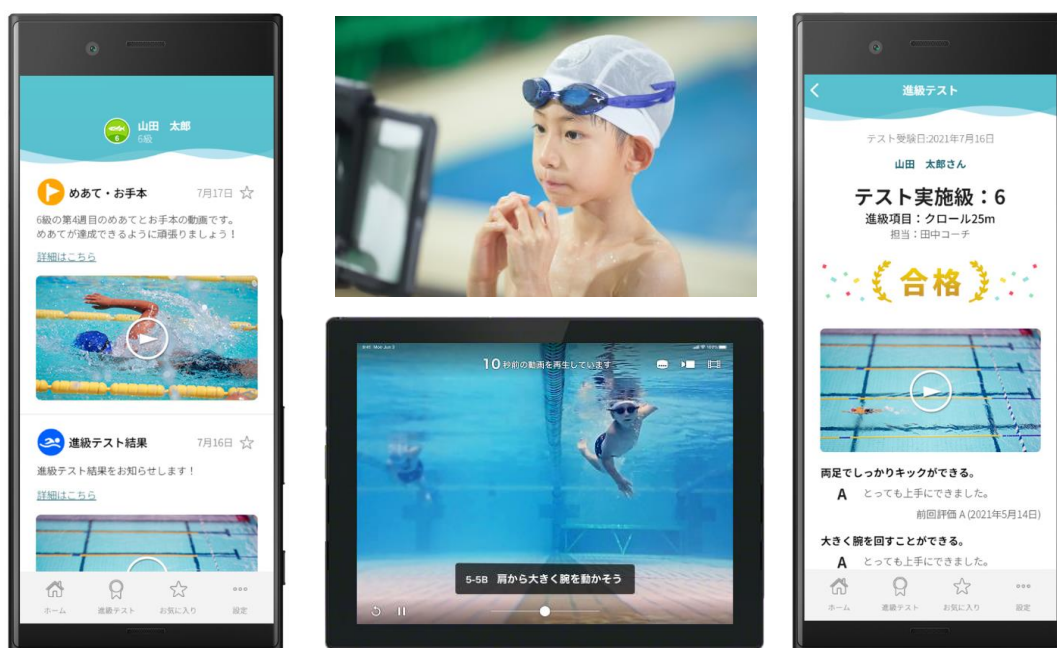 山田　太郎
6
6級
めあて・お手本
7月17日
6級の第4週目のめあてとお手本の動画です。
めあてが達成できるように頑張りましょう！
詳細はこちら
進級テスト結果
7月16日
進級テスト結果をお知らせします！
詳細はこちら
ホーム
進級テスト
お気に入り
設定
9:41 Mon Jun 3
100%
10秒前の動画を再生しています
5-5B 肩から大きく腕を動かそう
進級テスト
テスト受験日:2021年7月16日
山田　太郎さん
テスト実施級：6
進級項目：クロール25m
担当：田中コーチ
合格
両足でしっかりキックができる。
A とっても上手にできました。
前回評価 A (2021年5月14日)
大きく腕を回すことができる。
A とっても上手にできました。
ホーム
進級テスト
お気に入り
設定